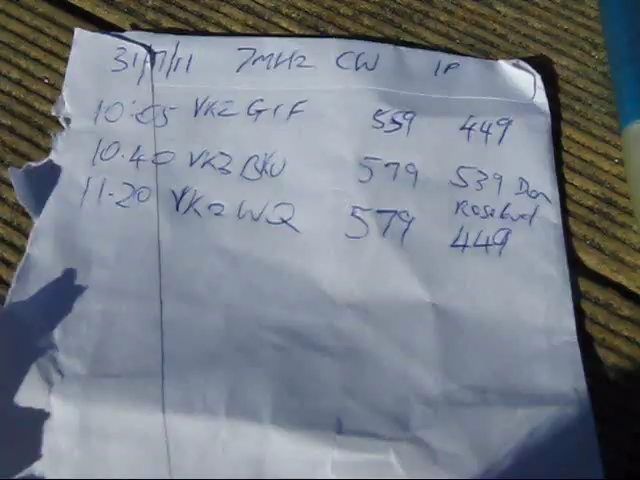 31/7/11 7MHz CW 1P
10:05 VK2GIF 559 449
10.40 VK3BKU 579 539 Don
Rosebud
11.20 VK2WQ 579 449